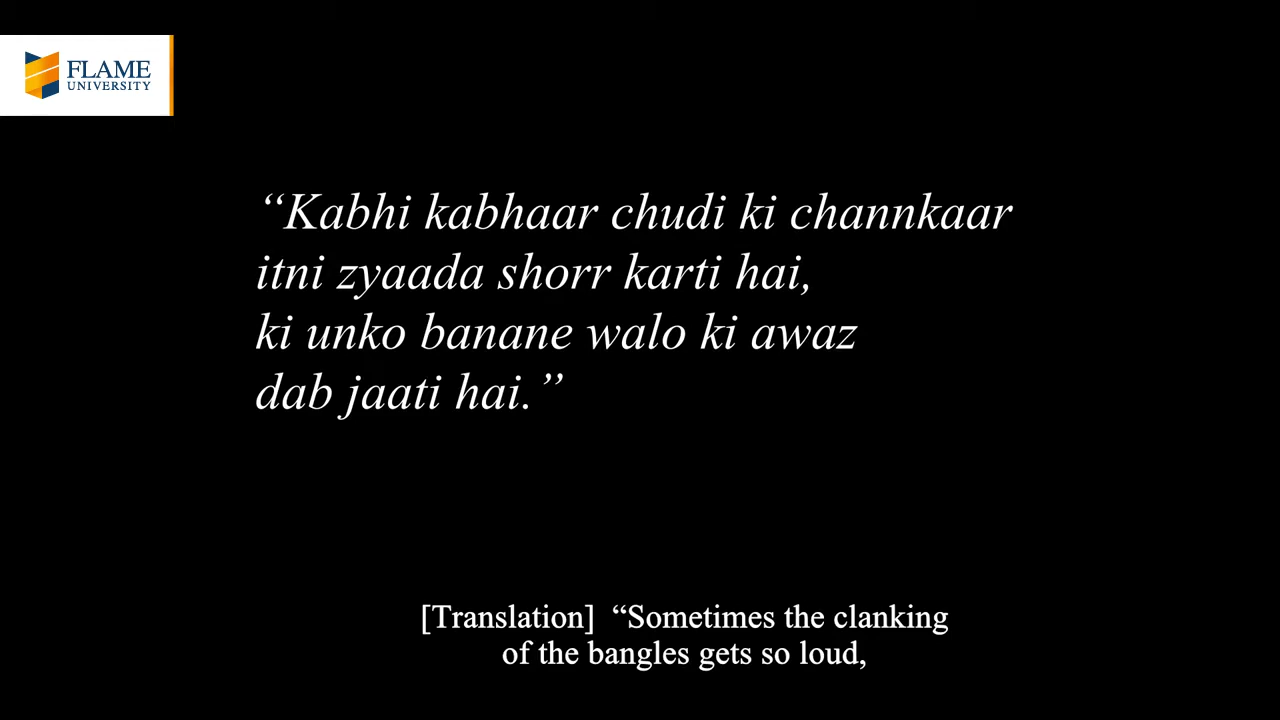 FLAME
UNIVERSITY
“Kabhi kabhaar chudi ki channkaar
itni zyaada shorr karti hai,
ki unko banane walo ki awaz
dab jaati hai.”
[Translation] “Sometimes the clanking
of the bangles gets so loud,